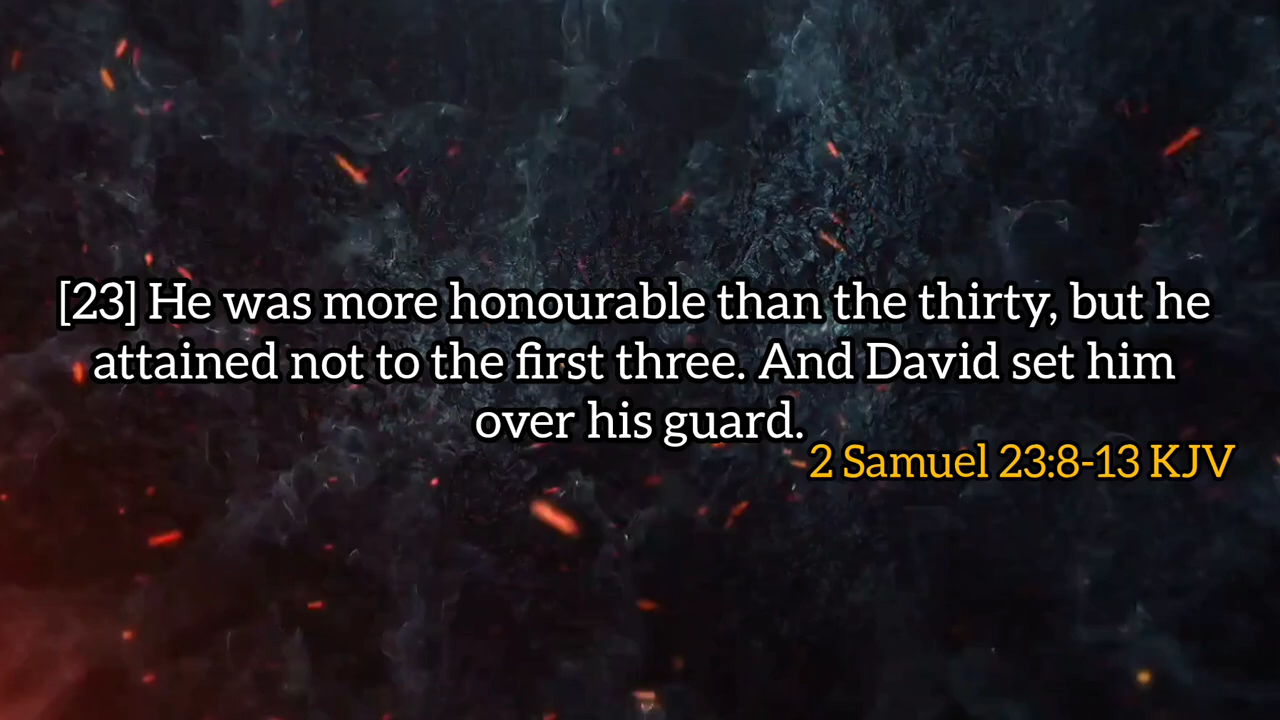 [23] He was more honourable than the thirty, but he
attained not to the first three. And David set him
over his guard.
2 Samuel 23:8-13 KJV